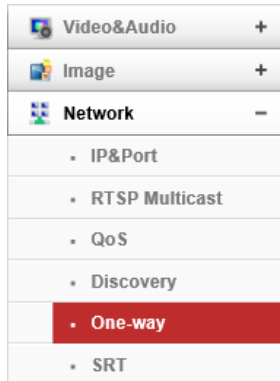 Video&Audio +
Image +
Network −
IP&Port
RTSP Multicast
QoS
Discovery
One-way
SRT